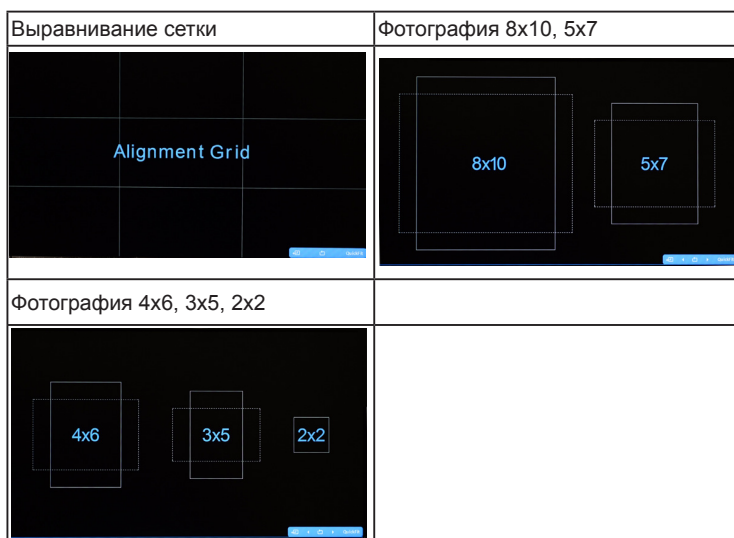 Выравнивание сетки
Фотография 8x10, 5x7
Alignment Grid
8x10
5x7
Фотография 4x6, 3x5, 2x2
4x6
3x5
2x2